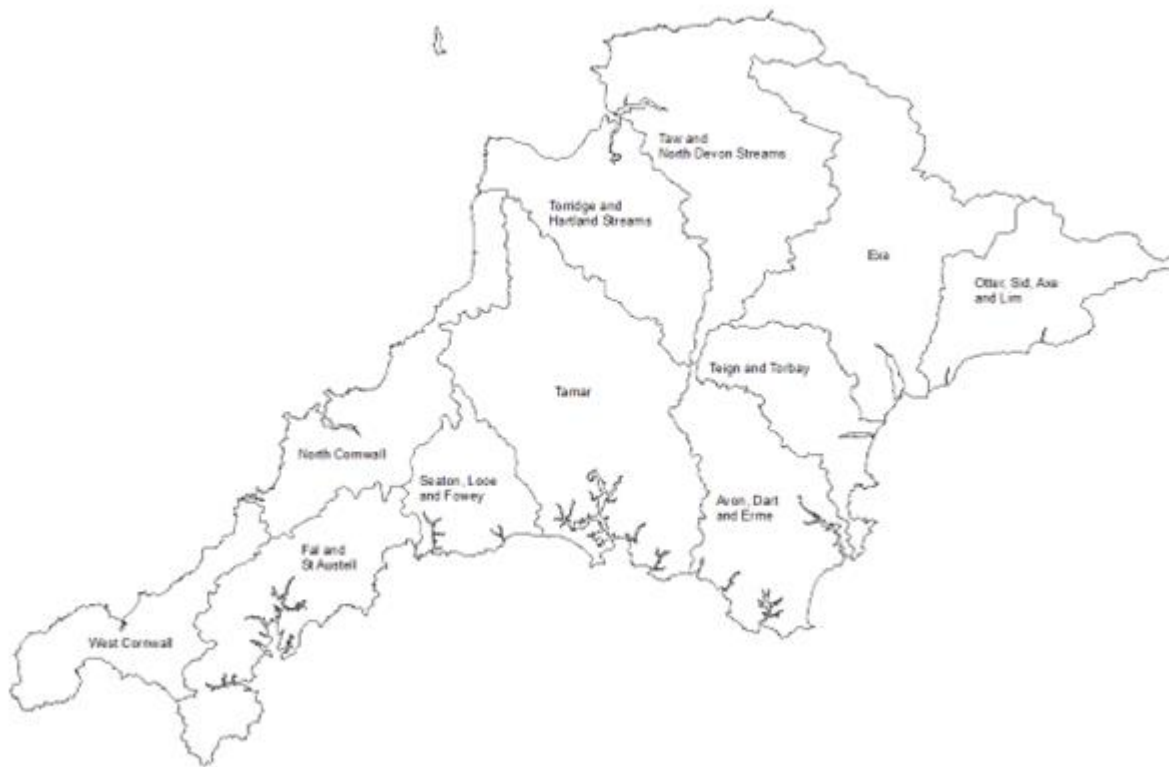 Taw and
North Devon Streams
Torridge and
Hartland Streams
Exe
Otter, Sid, Axe
and Lim
Teign and Torbay
Tamar
North Cornwall
Seaton, Looe
and Fowey
Avon, Dart
and Erme
Fal and
St Austell
West Cornwall